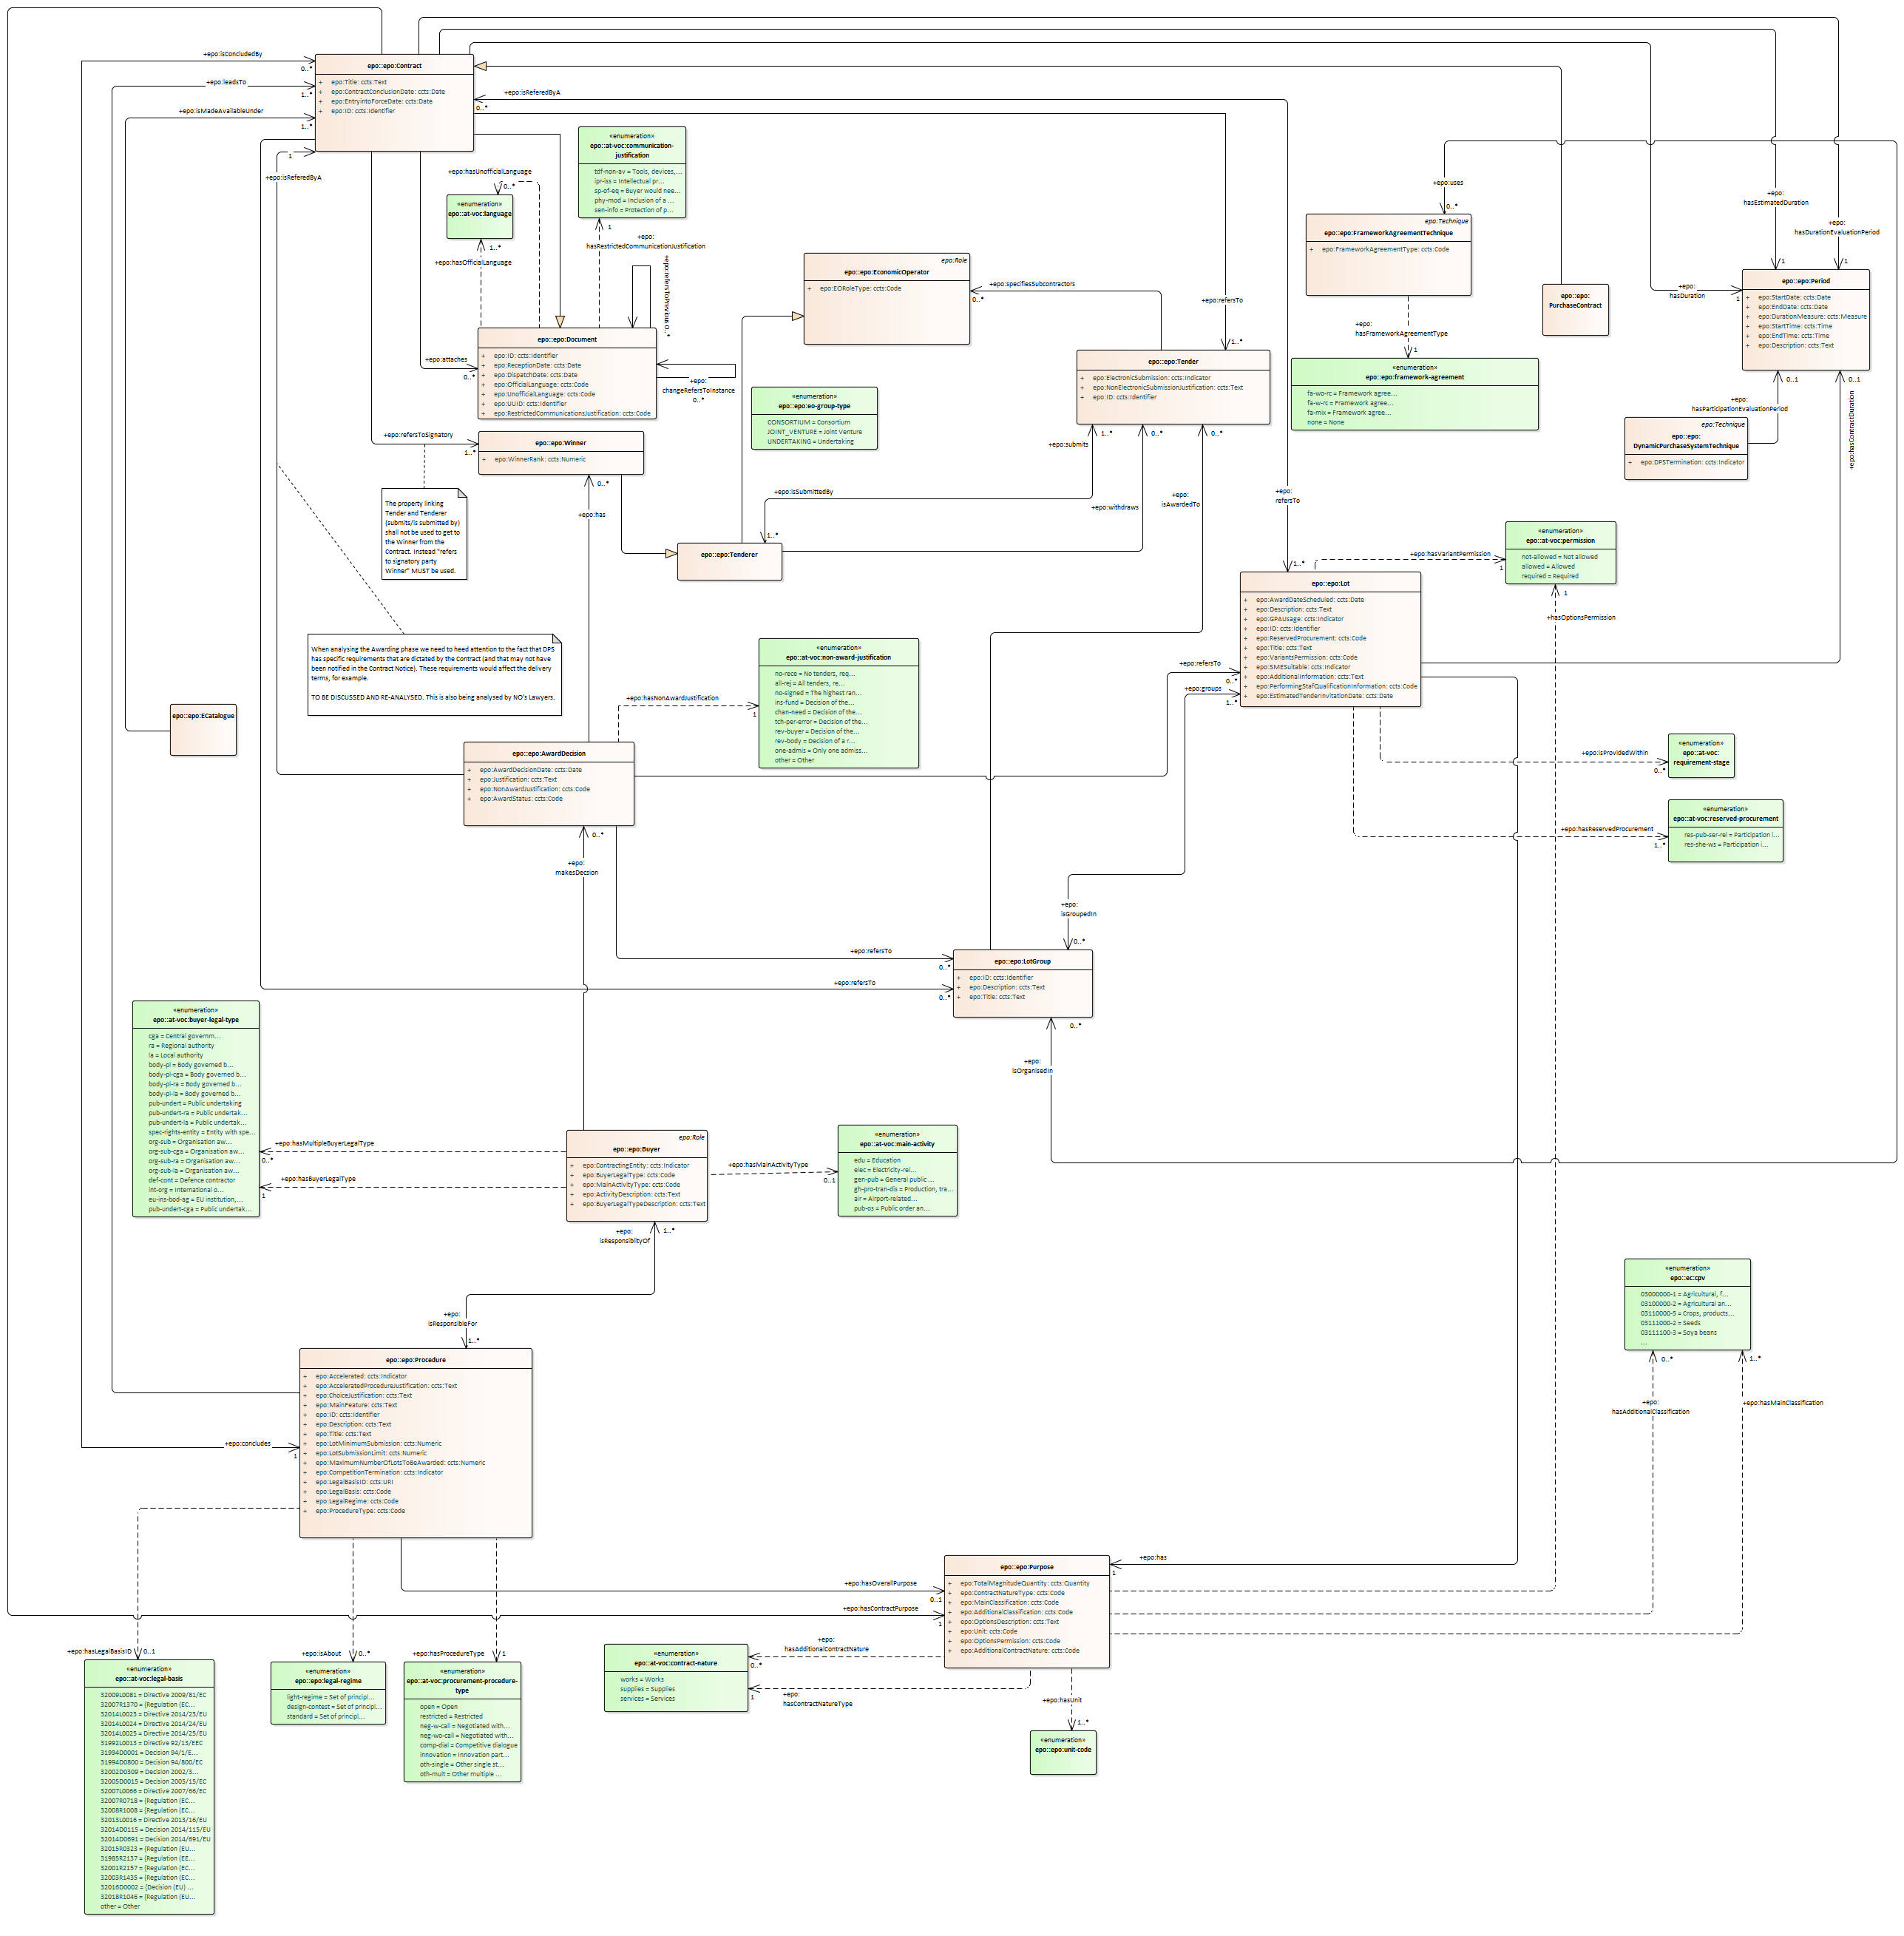 +epo:isConcludedBy
0..*
+epo:leadsTo
1..*
+epo:isMadeAvailableUnder
1..*
1
+epo:isReferedByA
epo::epo:Contract
+ epo:Title: ccts:Text
+ epo:ContractConclusionDate: ccts:Date
+ epo:EntryintoForceDate: ccts:Date
+ epo:ID: ccts:Identifier
+epo:isReferedByA
0..*
+epo:hasUnofficialLanguage
0..*
«enumeration»
epo::at-voc:language
1..*
+epo:hasOfficialLanguage
«enumeration»
epo::at-voc:communication-
justification
tdf-non-av = Tools, devices,...
ipr-iss = Intellectual pr...
sp-of-eq = Buyer would nee...
phy-mod = Inclusion of a ...
sen-info = Protection of p...
1
+epo:
hasRestrictedCommunicationJustification
+epo:refersToPrevious 0..*
epo::epo:Document
+ epo:ID: ccts:Identifier
+ epo:ReceptionDate: ccts:Date
+ epo:DispatchDate: ccts:Date
+ epo:OfficialLanguage: ccts:Code
+ epo:UnofficialLanguage: ccts:Code
+ epo:UUID: ccts:Identifier
+ epo:RestrictedCommunicationsJustification: ccts:Code
+epo:attaches
0..*
+epo:
changeRefersToInstance
0..*
epo:Role
epo::epo:EconomicOperator
+ epo:EORoleType: ccts:Code
+epo:specifiesSubcontractors
0..*
+epo:refersTo
1..*
«enumeration»
epo::epo:eo-group-type
CONSORTIUM = Consortium
JOINT_VENTURE = Joint Venture
UNDERTAKING = Undertaking
epo::epo:Tender
+ epo:ElectronicSubmission: ccts:Indicator
+ epo:NonElectronicSubmissionJustification: ccts:Text
+ epo:ID: ccts:Identifier
+epo:uses
0..*
epo:Technique
epo::epo:FrameworkAgreementTechnique
+ epo:FrameworkAgreementType: ccts:Code
+epo:
hasFrameworkAgreementType
1
«enumeration»
epo::epo:framework-agreement
fa-wo-rc = Framework agree...
fa-w-rc = Framework agree...
fa-mix = Framework agree...
none = None
epo::epo:
PurchaseContract
+epo:
hasEstimatedDuration
1
+epo:
hasDurationEvaluationPeriod
1
+epo:
hasDuration
1
epo::epo:Period
+ epo:StartDate: ccts:Date
+ epo:EndDate: ccts:Date
+ epo:DurationMeasure: ccts:Measure
+ epo:StartTime: ccts:Time
+ epo:EndTime: ccts:Time
+ epo:Description: ccts:Text
0..1
0..1
+epo:
hasParticipationEvaluationPeriod
+epo:hasContractDuration
epo:Technique
epo::epo:
DynamicPurchaseSystemTechnique
+ epo:DPSTermination: ccts:Indicator
+epo:refersToSignatory
1..*
epo::epo:Winner
+ epo:WinnerRank: ccts:Numeric
0..*
+epo:has
The property linking
Tender and Tenderer
(submits/is submitted by)
shall not be used to get to
the Winner from the
Contract. Instead "refers
to signatory party
Winner" MUST be used.
+epo:submits
1..*
0..*
0..*
+epo:isSubmittedBy
1..*
+epo:withdraws
+epo:
isAwardedTo
epo::epo:Tenderer
+epo:
refersTo
1..*
«enumeration»
epo::at-voc:permission
not-allowed = Not allowed
allowed = Allowed
required = Required
+epo:hasVariantPermission
1
1
+epo:hasOptionsPermission
epo::epo:Lot
+ epo:AwardDateScheduled: ccts:Date
+ epo:Description: ccts:Text
+ epo:GPAUsage: ccts:Indicator
+ epo:ID: ccts:Identifier
+ epo:ReservedProcurement: ccts:Code
+ epo:Title: ccts:Text
+ epo:VariantsPermission: ccts:Code
+ epo:SMESuitable: ccts:Indicator
+ epo:AdditionalInformation: ccts:Text
+ epo:PerformingStafQualificationInformation: ccts:Code
+ epo:EstimatedTenderInvitationDate: ccts:Date
When analysing the Awarding phase we need to heed attention to the fact that DPS
has specific requirements that are dictated by the Contract (and that may not have
been notified in the Contract Notice). These requirements would affect the delivery
terms, for example.
TO BE DISCUSSED AND RE-ANALYSED. This is also being analysed by NO's Lawyers.
«enumeration»
epo::at-voc:non-award-justification
no-rece = No tenders, req...
all-rej = All tenders, re...
no-signed = The highest ran...
ins-fund = Decision of the...
chan-need = Decision of the...
tch-per-error = Decision of the...
rev-buyer = Decision of the...
rev-body = Decision of a r...
one-admis = Only one admiss...
other = Other
+epo:hasNonAwardJustification
1
+epo:refersTo
0..*
+epo:groups
1..*
epo::epo:ECatalogue
epo::epo:AwardDecision
+ epo:AwardDecisionDate: ccts:Date
+ epo:Justification: ccts:Text
+ epo:NonAwardJustification: ccts:Code
+ epo:AwardStatus: ccts:Code
0..*
+epo:
makesDecsion
+epo:isProvidedWithin
0..*
«enumeration»
epo::at-voc:
requirement-stage
+epo:hasReservedProcurement
1..*
«enumeration»
epo::at-voc:reserved-procurement
res-pub-ser-rel = Participation i...
res-she-ws = Participation i...
+epo:
isGroupedIn
0..*
+epo:refersTo
0..*
+epo:refersTo
0..*
epo::epo:LotGroup
+ epo:ID: ccts:Identifier
+ epo:Description: ccts:Text
+ epo:Title: ccts:Text
0..*
+epo:
isOrganisedIn
«enumeration»
epo::at-voc:buyer-legal-type
cga = Central governm...
ra = Regional authority
la = Local authority
body-pl = Body governed b...
body-pl-cga = Body governed b...
body-pl-ra = Body governed b...
body-pl-la = Body governed b...
pub-undert = Public undertaking
pub-undert-ra = Public undertak...
pub-undert-la = Public undertak...
spec-rights-entity = Entity with spe...
org-sub = Organisation aw...
org-sub-cga = Organisation aw...
org-sub-ra = Organisation aw...
org-sub-la = Organisation aw...
def-cont = Defence contractor
int-org = International o...
eu-ins-bod-ag = EU institution,...
pub-undert-cga = Public undertak...
+epo:hasMultipleBuyerLegalType
0..*
+epo:hasBuyerLegalType
1
epo:Role
epo::epo:Buyer
+ epo:ContractingEntity: ccts:Indicator
+ epo:BuyerLegalType: ccts:Code
+ epo:MainActivityType: ccts:Code
+ epo:ActivityDescription: ccts:Text
+ epo:BuyerLegalTypeDescription: ccts:Text
+epo:hasMainActivityType
0..1
«enumeration»
epo::at-voc:main-activity
edu = Education
elec = Electricity-rel...
gen-pub = General public ...
gh-pro-tran-dis = Production, tra...
air = Airport-related...
pub-os = Public order an...
+epo:
isResponsiblityOf
1..*
+epo:
isResponsibleFor
1..*
epo::epo:Procedure
+ epo:Accelerated: ccts:Indicator
+ epo:AcceleratedProcedureJustification: ccts:Text
+ epo:ChoiceJustification: ccts:Text
+ epo:MainFeature: ccts:Text
+ epo:ID: ccts:Identifier
+ epo:Description: ccts:Text
+ epo:Title: ccts:Text
+ epo:LotMinimumSubmission: ccts:Numeric
+ epo:LotSubmissionLimit: ccts:Numeric
+ epo:MaximumNumberOfLotsToBeAwarded: ccts:Numeric
+ epo:CompetitionTermination: ccts:Indicator
+ epo:LegalBasisID: ccts:URI
+ epo:LegalBasis: ccts:Code
+ epo:LegalRegime: ccts:Code
+ epo:ProcedureType: ccts:Code
+epo:concludes
1
«enumeration»
epo::ec:cpv
03000000-1 = Agricultural, f...
03100000-2 = Agricultural an...
03110000-5 = Crops, products...
03111000-2 = Seeds
03111100-3 = Soya beans
...
0..*
1..*
+epo:
hasAdditionalClassification
+epo:hasMainClassification
+epo:has
1
+epo:hasOverallPurpose
0..1
+epo:hasContractPurpose
1
epo::epo:Purpose
+ epo:TotalMagnitudeQuantity: ccts:Quantity
+ epo:ContractNatureType: ccts:Code
+ epo:MainClassification: ccts:Code
+ epo:AdditionalClassification: ccts:Code
+ epo:OptionsDescription: ccts:Text
+ epo:Unit: ccts:Code
+ epo:OptionsPermission: ccts:Code
+ epo:AdditionalContractNature: ccts:Code
+epo:
hasAdditionalContractNature
0..*
+epo:
hasContractNatureType
1
«enumeration»
epo::at-voc:contract-nature
works = Works
supplies = Supplies
services = Services
+epo:hasUnit
1..*
«enumeration»
epo::epo:unit-code
+epo:hasLegalBasisID
0..1
+epo:isAbout
0..*
+epo:hasProcedureType
1
«enumeration»
epo::at-voc:legal-basis
32009L0081 = Directive 2009/81/EC
32007R1370 = (Regulation (EC...
32014L0023 = Directive 2014/23/EU
32014L0024 = Directive 2014/24/EU
32014L0025 = Directive 2014/25/EU
31992L0013 = Directive 92/13/EEC
31994D0001 = Decision 94/1/E...
31994D0800 = Decision 94/800/EC
32002D0309 = Decision 2002/3...
32005D0015 = Decision 2005/15/EC
32007L0066 = Directive 2007/66/EC
32007R0718 = (Regulation (EC...
32008R1008 = (Regulation (EC...
32013L0016 = Directive 2013/16/EU
32014D0115 = Decision 2014/115/EU
32014D0691 = Decision 2014/691/EU
32015R0323 = (Regulation (EU...
31985R2137 = (Regulation (EE...
32001R2157 = (Regulation (EC...
32003R1435 = (Regulation (EC...
32016D0002 = (Decision (EU) ...
32018R1046 = (Regulation (EU...
other = Other
«enumeration»
epo::epo:legal-regime
light-regime = Set of principl...
design-contest = Set of principl...
standard = Set of principl...
«enumeration»
epo::at-voc:procurement-procedure-
type
open = Open
restricted = Restricted
neg-w-call = Negotiated with...
neg-wo-call = Negotiated with...
comp-dial = Competitive dialogue
innovation = Innovation part...
oth-single = Other single st...
oth-mult = Other multiple ...